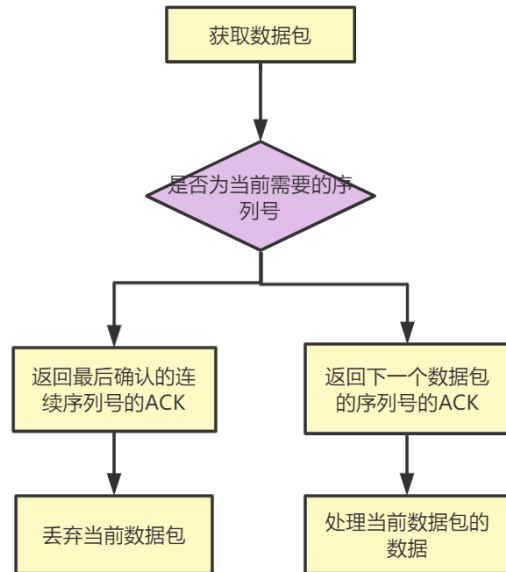 获取数据包
是否为当前需要的序
列号
返回最后确认的连
续序列号的ACK
返回下一个数据包
的序列号的ACK
丢弃当前数据包
处理当前数据包的
数据